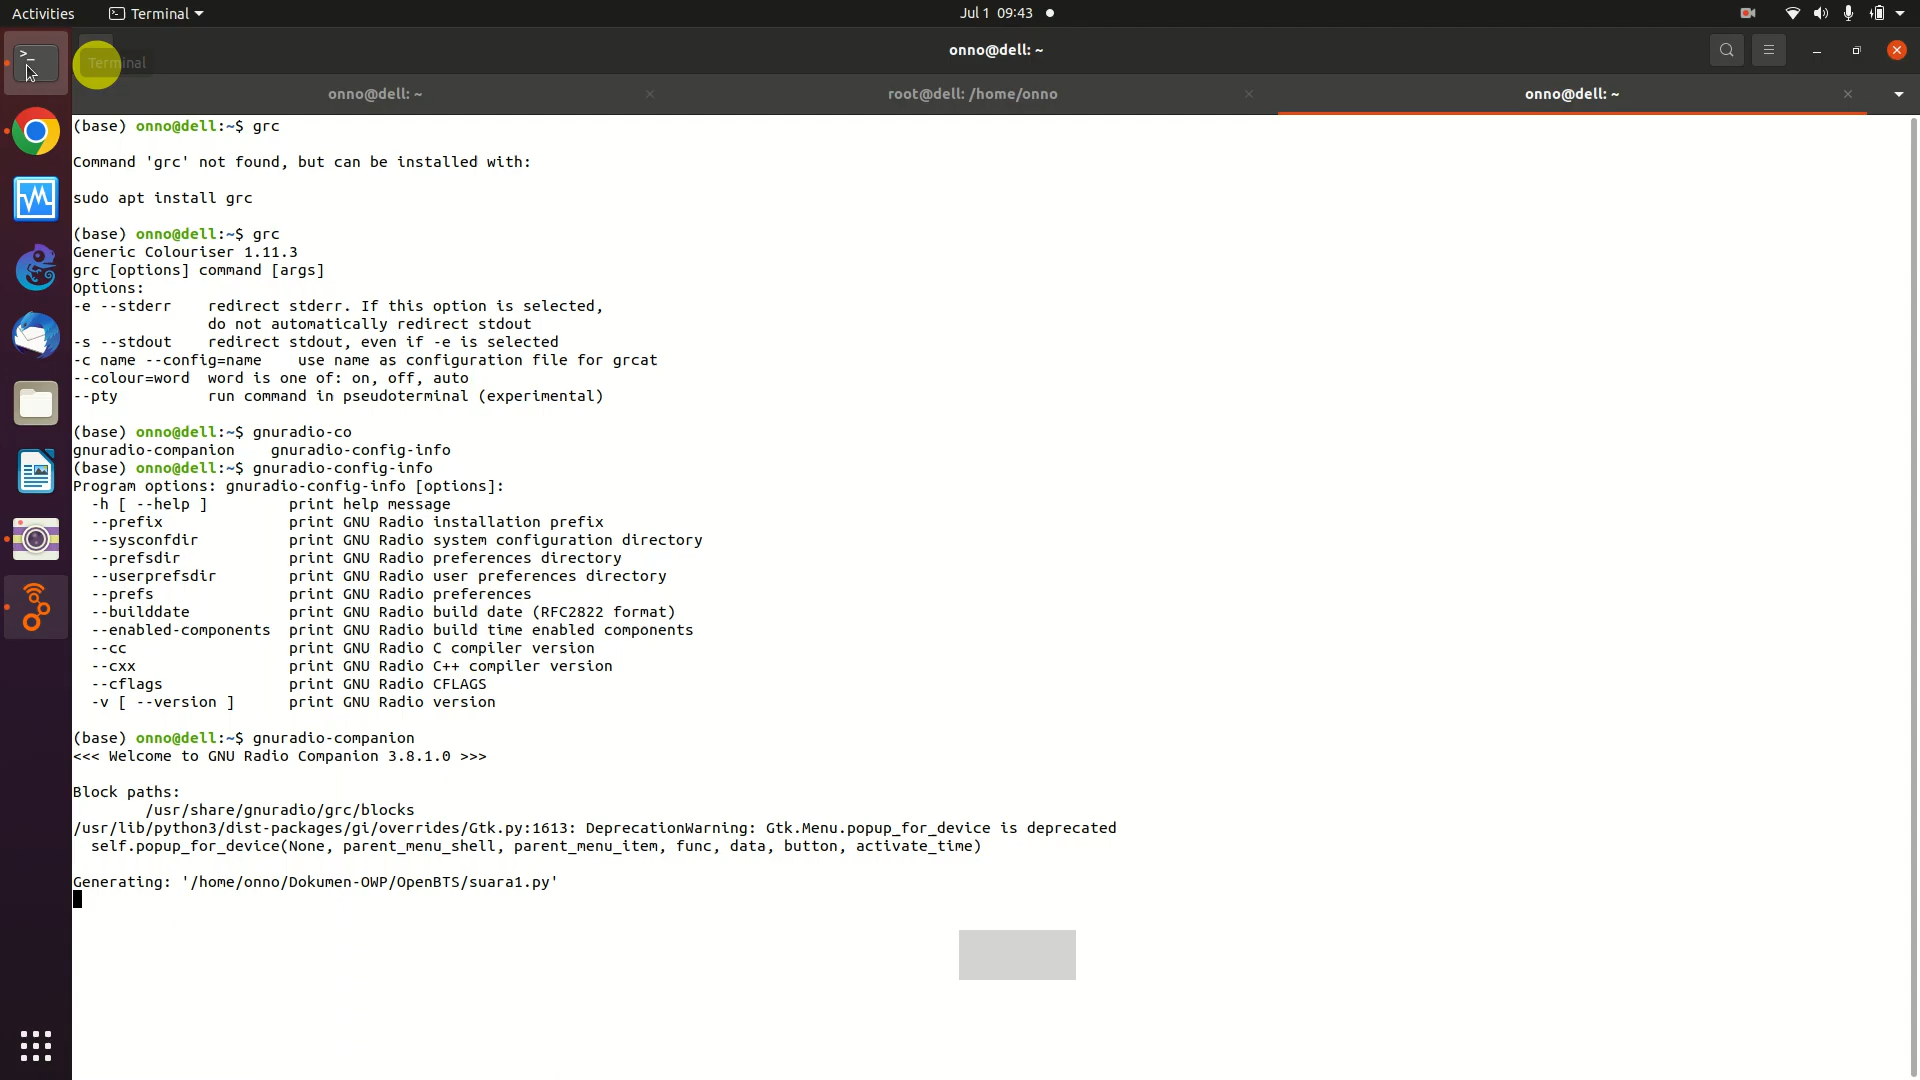 Activities
Terminal
Jul 1 09:43
Terminal
onno@dell: ~
onno@dell: ~
root@dell: /home/onno
onno@dell: ~
(base) onno@dell:~$ grc
Command 'grc' not found, but can be installed with:
sudo apt install grc
(base) onno@dell:~$ grc
Generic Colouriser 1.11.3
grc [options] command [args]
Options:
-e --stderr    redirect stderr. If this option is selected,
               do not automatically redirect stdout
-s --stdout    redirect stdout, even if -e is selected
-c name --config=name    use name as configuration file for grcat
--colour=word  word is one of: on, off, auto
--pty          run command in pseudoterminal (experimental)
(base) onno@dell:~$ gnuradio-co
gnuradio-companion    gnuradio-config-info
(base) onno@dell:~$ gnuradio-config-info
Program options: gnuradio-config-info [options]:
  -h [ --help ]         print help message
  --prefix              print GNU Radio installation prefix
  --sysconfdir          print GNU Radio system configuration directory
  --prefsdir            print GNU Radio preferences directory
  --userprefsdir        print GNU Radio user preferences directory
  --prefs               print GNU Radio preferences
  --builddate           print GNU Radio build date (RFC2822 format)
  --enabled-components  print GNU Radio build time enabled components
  --cc                  print GNU Radio C compiler version
  --cxx                 print GNU Radio C++ compiler version
  --cflags              print GNU Radio CFLAGS
  -v [ --version ]      print GNU Radio version
(base) onno@dell:~$ gnuradio-companion
<<< Welcome to GNU Radio Companion 3.8.1.0 >>>
Block paths:
        /usr/share/gnuradio/grc/blocks
/usr/lib/python3/dist-packages/gi/overrides/Gtk.py:1613: DeprecationWarning: Gtk.Menu.popup_for_device is deprecated
  self.popup_for_device(None, parent_menu_shell, parent_menu_item, func, data, button, activate_time)
Generating: '/home/onno/Dokumen-OWP/OpenBTS/suara1.py'